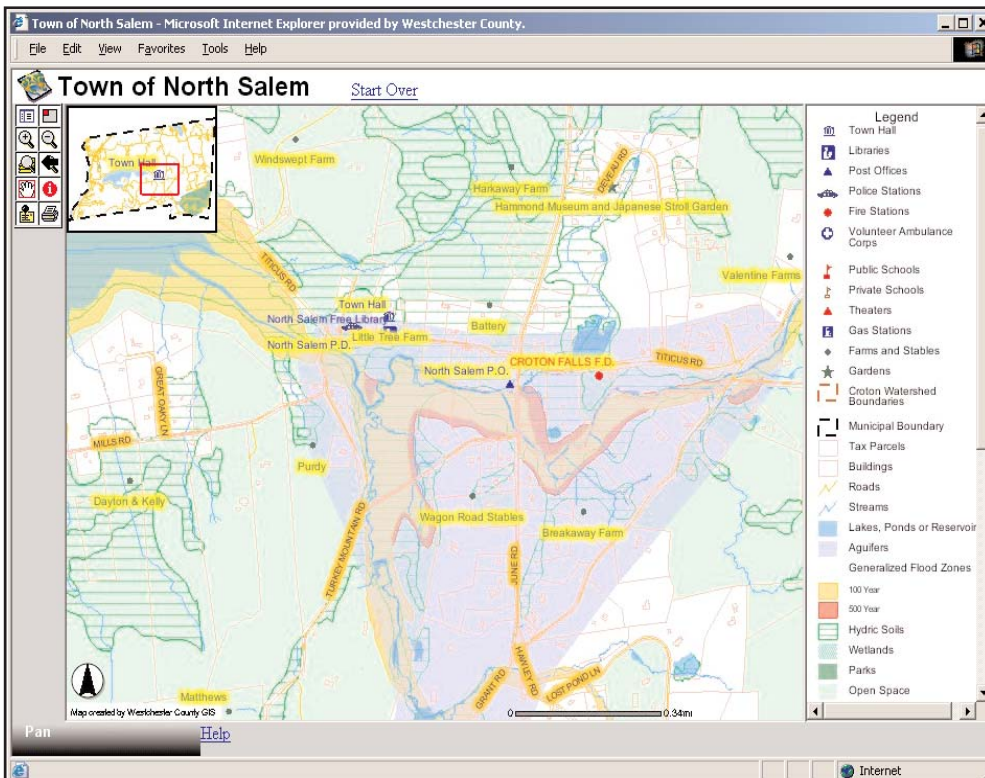 Town of North Salem - Microsoft Internet Explorer provided by Westchester County.
File Edit View Favorites Tools Help
Town of North Salem
Start Over
Town Hall
Windswept Farm
Harkaway Farm
DEVEAU RD
Hammond Museum and Japanese Stroll Garden
Valentine Farms
TITICUS RD
Town Hall
North Salem Free Library
Little Tree Farm
North Salem P.D.
Battery
CROTON FALLS F.D.
TITICUS RD
North Salem P.O.
GREAT OAKY LN
MILLS RD
Purdy
Dayton & Kelly
Wagon Road Stables
Breakaway Farm
TURKEY MOUNTAIN RD
JUNE RD
GRANT RD
HAWLEY RD
LOST POND LN
Matthews
Map created by Westchester County GIS
0 0.34mi
Legend
Town Hall
Libraries
Post Offices
Police Stations
Fire Stations
Volunteer Ambulance
Corps
Public Schools
Private Schools
Theaters
Gas Stations
Farms and Stables
Gardens
Croton Watershed
Boundaries
Municipal Boundary
Tax Parcels
Buildings
Roads
Streams
Lakes, Ponds or Reservoir
Aguifers
Generalized Flood Zones
100 Year
500 Year
Hydric Soils
Wetlands
Parks
Open Space
Pan
Help
Internet